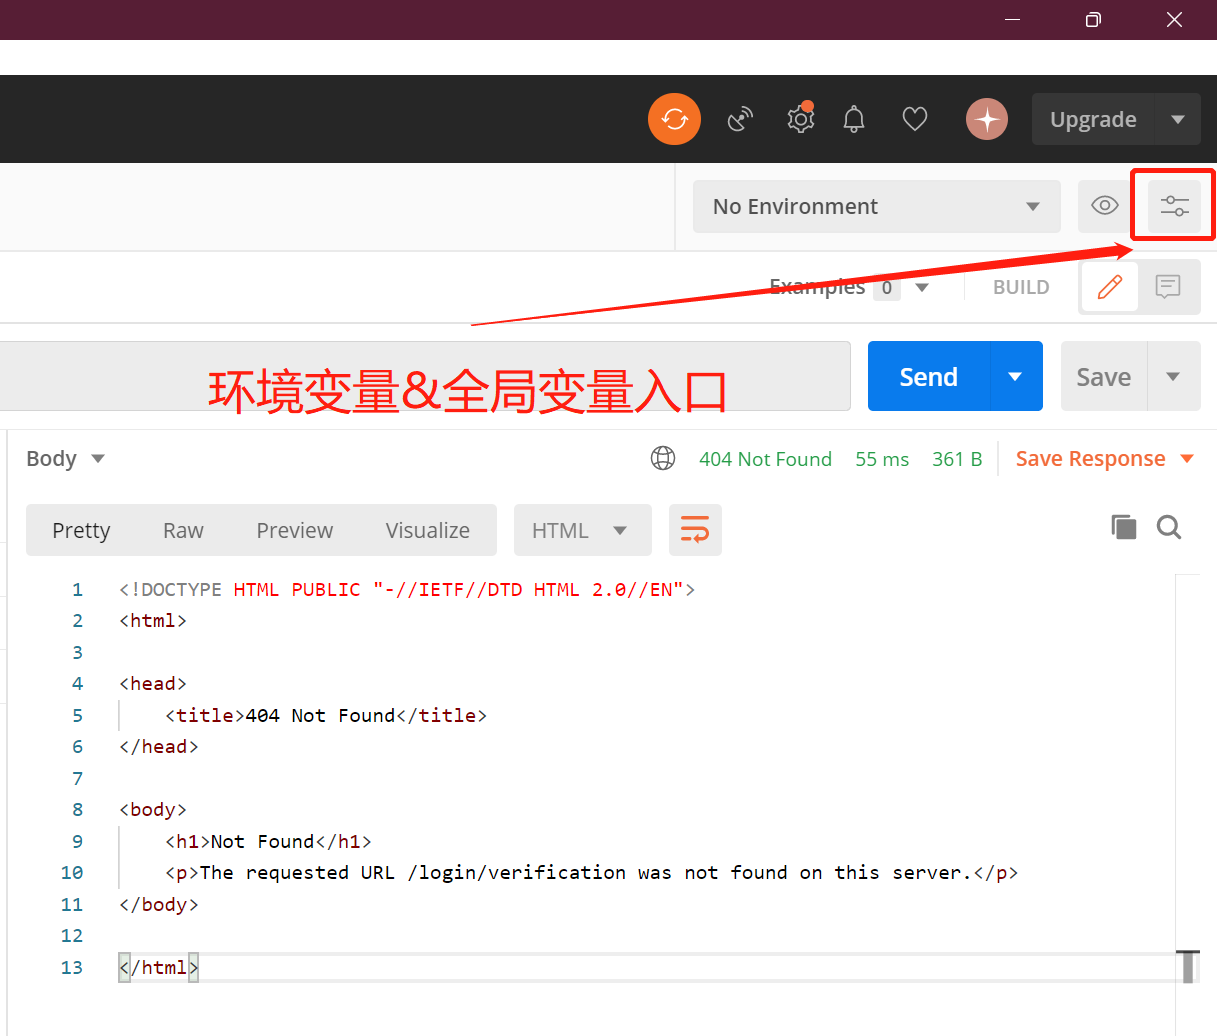 Upgrade
No Environment
Examples 0 BUILD
环境变量&全局变量入口
Send Save
Body 404 Not Found 55 ms 361 B Save Response
Pretty Raw Preview Visualize HTML
1 <!DOCTYPE HTML PUBLIC "-//IETF//DTD HTML 2.0//EN">
2 <html>
3
4 <head>
5 <title>404 Not Found</title>
6 </head>
7
8 <body>
9 <h1>Not Found</h1>
10 <p>The requested URL /login/verification was not found on this server.</p>
11 </body>
12
13 </html>